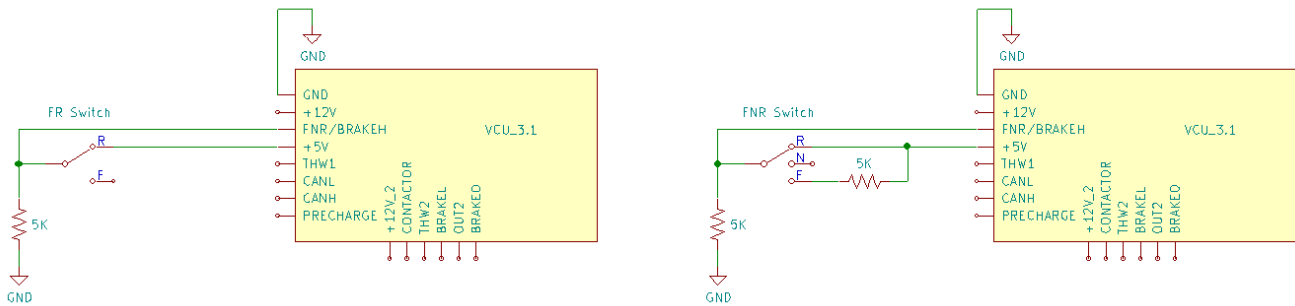 GND
FR Switch
R
F
5K
GND
GND
+12V
FNR/BRAKEH
+5V
THW1
CANL
CANH
PRECHARGE
VCU_3.1
+12V_2
CONTACTOR
THW2
BRAKEL
OUT2
BRAKEO
GND
FNR Switch
R
N
F
5K
5K
GND
GND
+12V
FNR/BRAKEH
+5V
THW1
CANL
CANH
PRECHARGE
VCU_3.1
+12V_2
CONTACTOR
THW2
BRAKEL
OUT2
BRAKEO